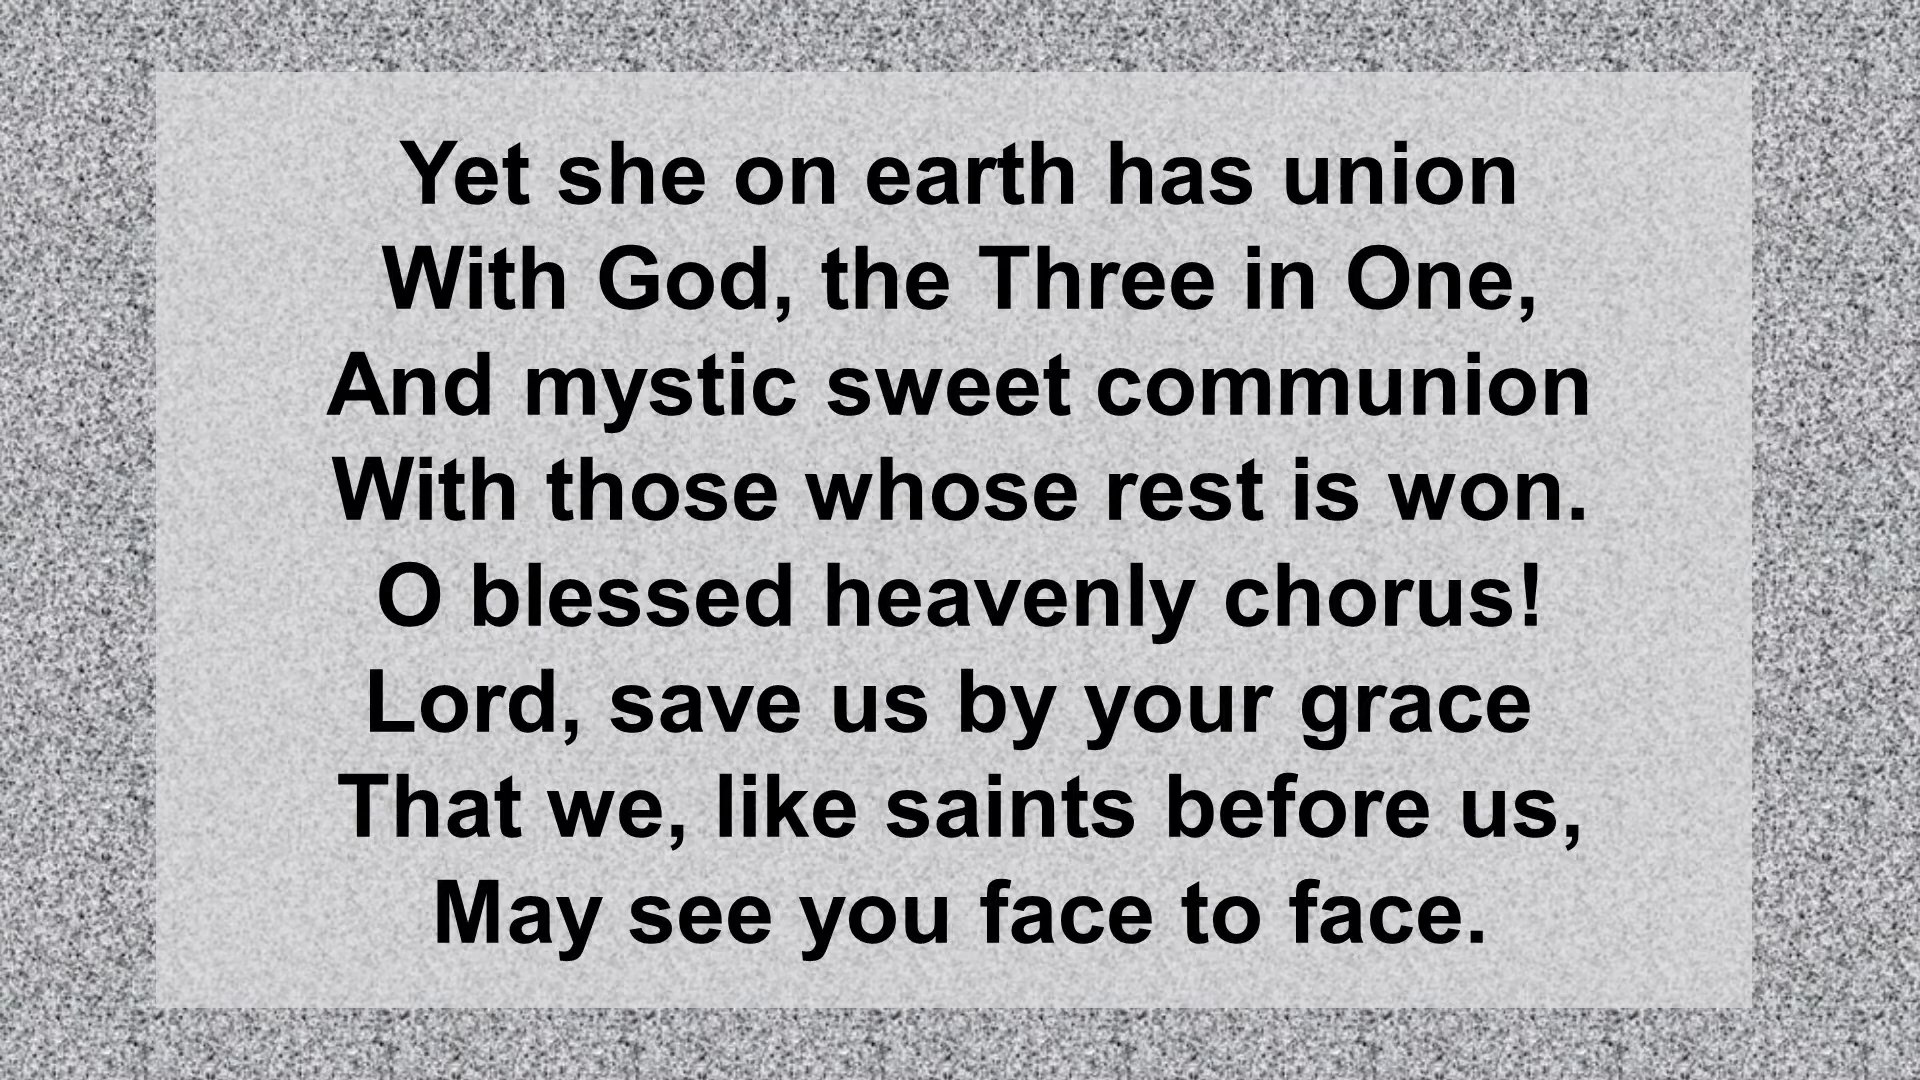 Yet she on earth has union
With God, the Three in One,
And mystic sweet communion
With those whose rest is won.
O blessed heavenly chorus!
Lord, save us by your grace
That we, like saints before us,
May see you face to face.